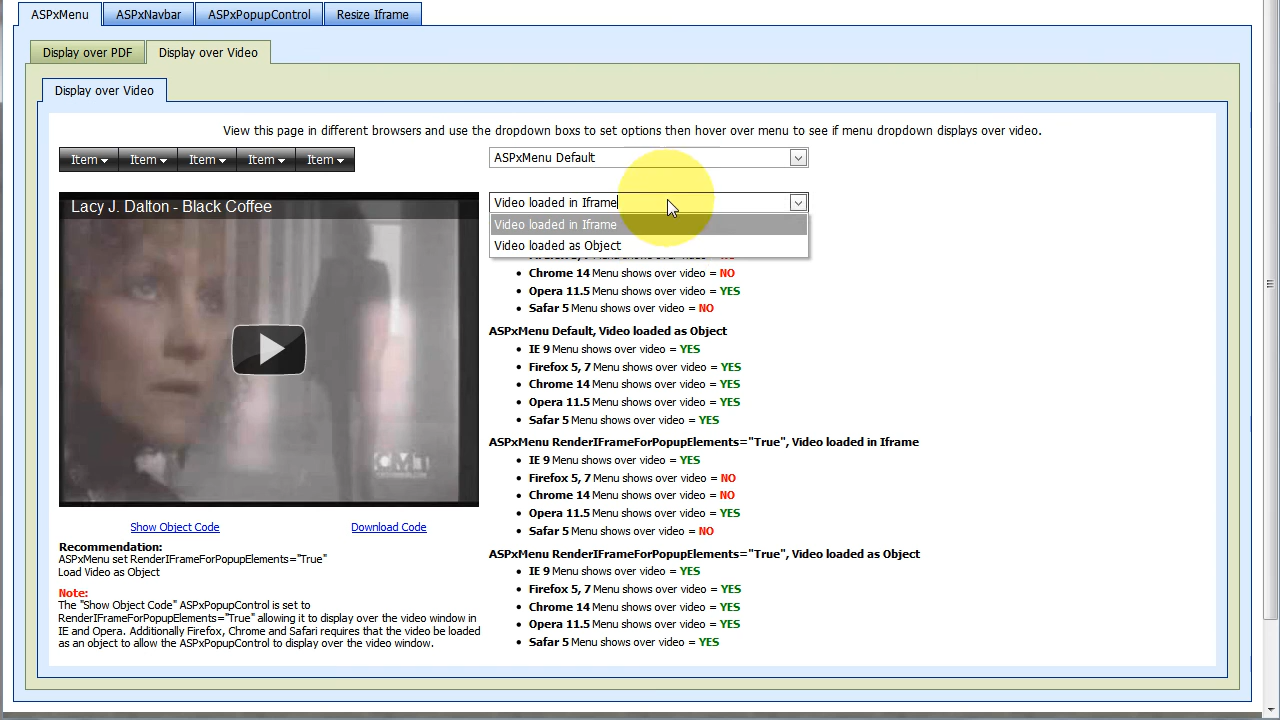 ASPxMenu ASPxNavbar ASPxPopupControl Resize Iframe
Display over PDF Display over Video
Display over Video
View this page in different browsers and use the dropdown boxs to set options then hover over menu to see if menu dropdown displays over video.
Item Item Item Item Item
ASPxMenu Default
Lacy J. Dalton - Black Coffee
Video loaded in Iframe
Video loaded in Iframe
Video loaded as Object
Chrome 14 Menu shows over video = NO
Opera 11.5 Menu shows over video = YES
Safar 5 Menu shows over video = NO
ASPxMenu Default, Video loaded as Object
IE 9 Menu shows over video = YES
Firefox 5, 7 Menu shows over video = YES
Chrome 14 Menu shows over video = YES
Opera 11.5 Menu shows over video = YES
Safar 5 Menu shows over video = YES
ASPxMenu RenderIFrameForPopupElements="True", Video loaded in Iframe
IE 9 Menu shows over video = YES
Firefox 5, 7 Menu shows over video = NO
Chrome 14 Menu shows over video = NO
Opera 11.5 Menu shows over video = YES
Safar 5 Menu shows over video = NO
ASPxMenu RenderIFrameForPopupElements="True", Video loaded as Object
IE 9 Menu shows over video = YES
Firefox 5, 7 Menu shows over video = YES
Chrome 14 Menu shows over video = YES
Opera 11.5 Menu shows over video = YES
Safar 5 Menu shows over video = YES
Show Object Code Download Code
Recommendation:
ASPxMenu set RenderIFrameForPopupElements="True"
Load Video as Object
Note:
The "Show Object Code" ASPxPopupControl is set to
RenderIFrameForPopupElements="True" allowing it to display over the video window in
IE and Opera. Additionally Firefox, Chrome and Safari requires that the video be loaded
as an object to allow the ASPxPopupControl to display over the video window.